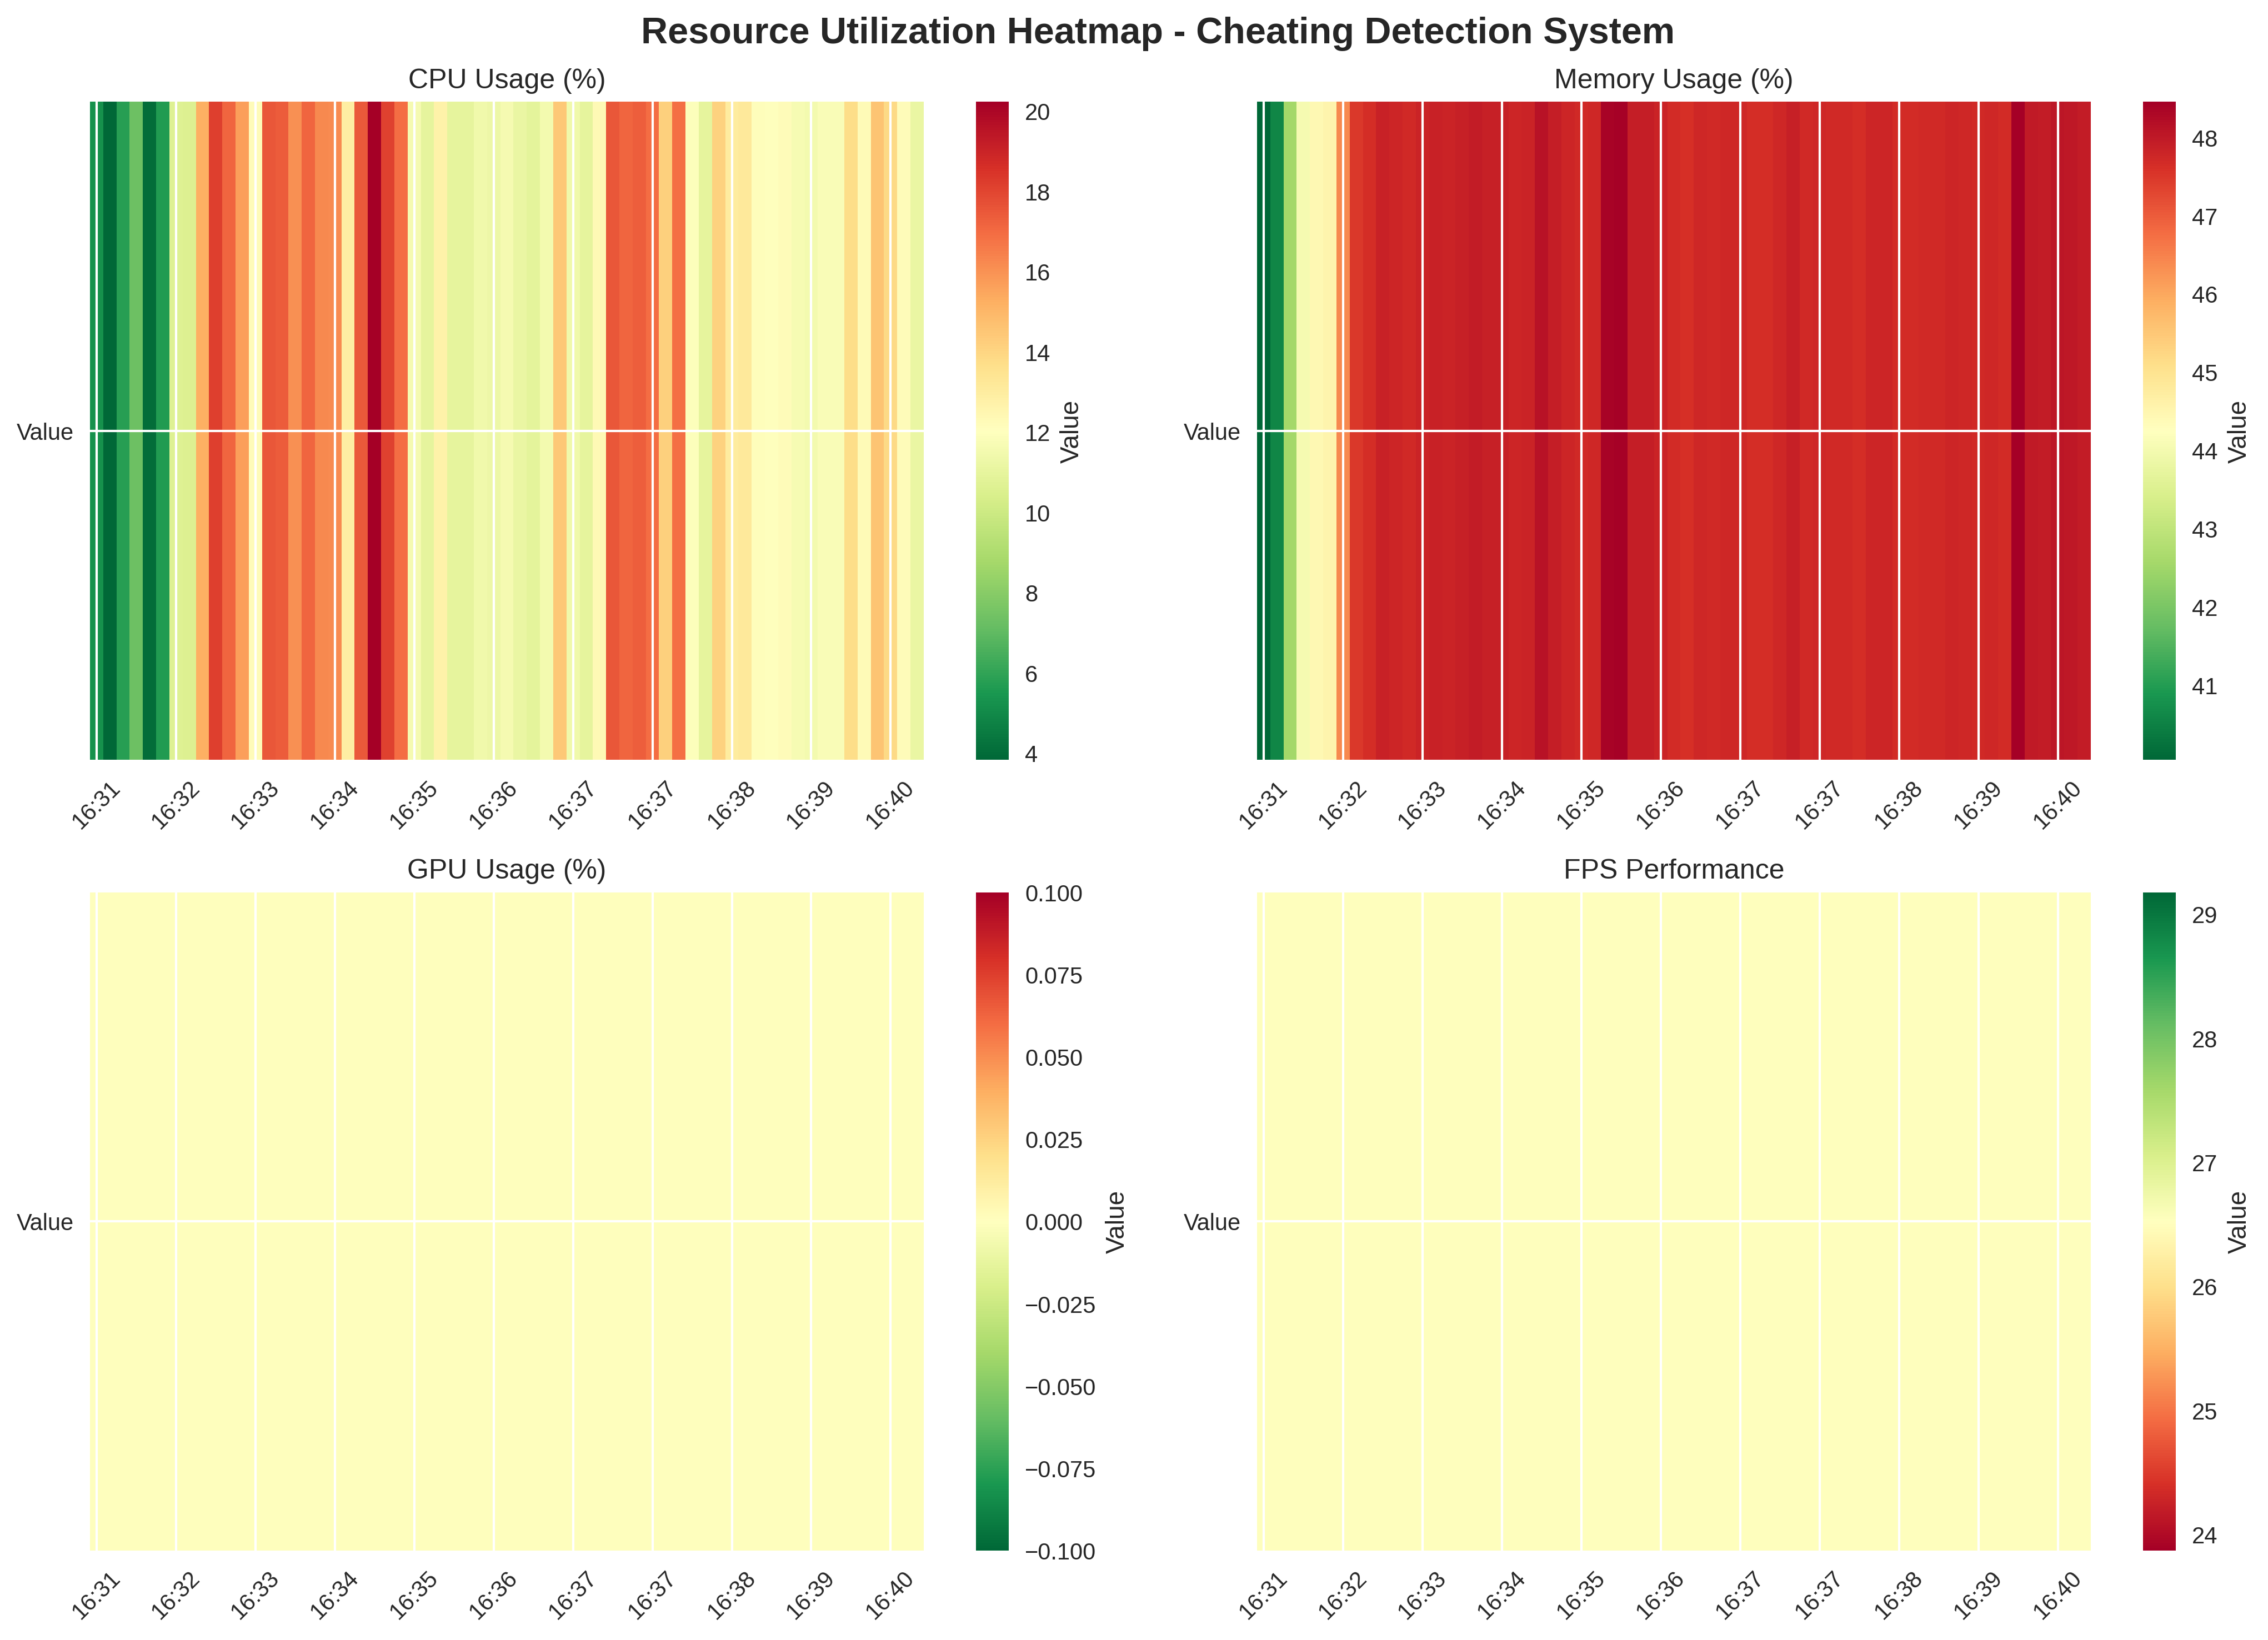 Resource Utilization Heatmap - Cheating Detection System
CPU Usage (%)
Value
16:31 16:32 16:33 16:34 16:35 16:36 16:37 16:37 16:38 16:39 16:40
20
18
16
14
12
10
8
6
4
Value
Memory Usage (%)
Value
16:31 16:32 16:33 16:34 16:35 16:36 16:37 16:37 16:38 16:39 16:40
48
47
46
45
44
43
42
41
Value
GPU Usage (%)
Value
16:31 16:32 16:33 16:34 16:35 16:36 16:37 16:37 16:38 16:39 16:40
0.100
0.075
0.050
0.025
0.000
−0.025
−0.050
−0.075
−0.100
Value
FPS Performance
Value
16:31 16:32 16:33 16:34 16:35 16:36 16:37 16:37 16:38 16:39 16:40
29
28
27
26
25
24
Value